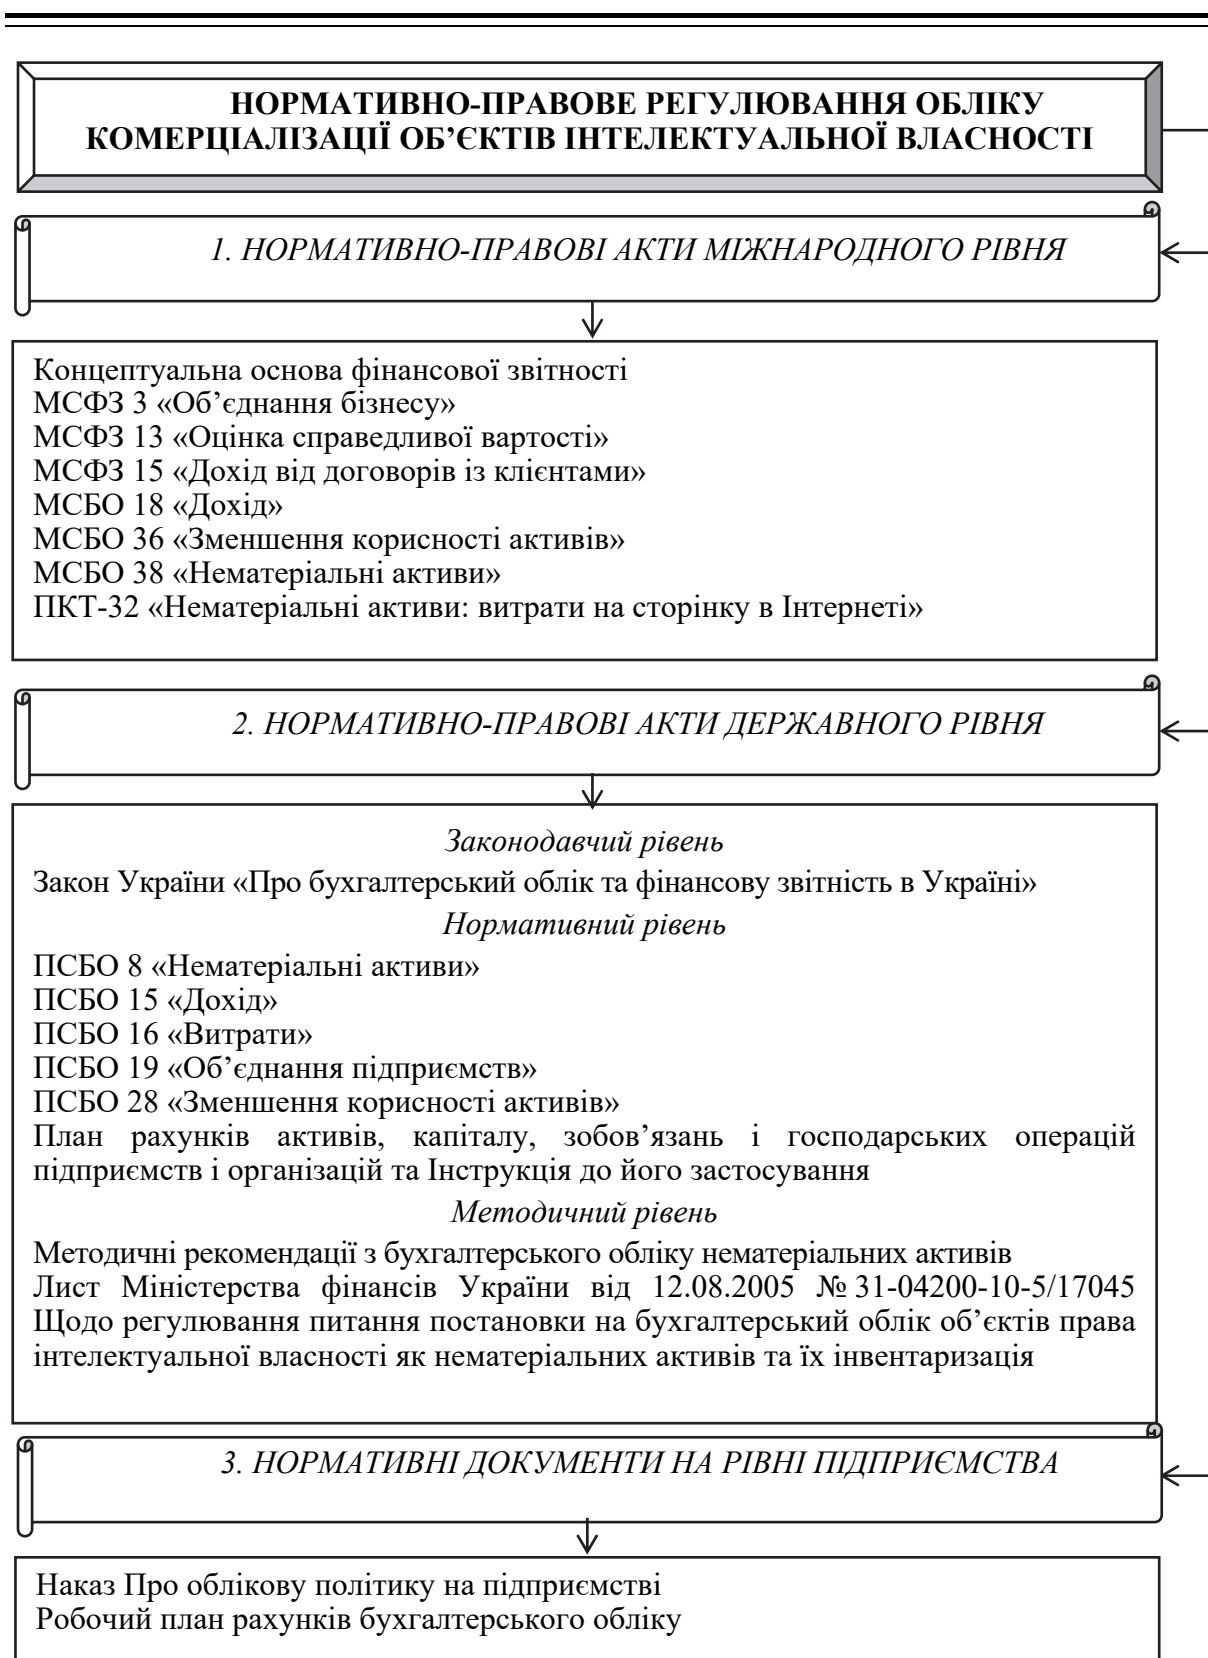 НОРМАТИВНО-ПРАВОВЕ РЕГУЛЮВАННЯ ОБЛІКУ
КОМЕРЦІАЛІЗАЦІЇ ОБ’ЄКТІВ ІНТЕЛЕКТУАЛЬНОЇ ВЛАСНОСТІ
1. НОРМАТИВНО-ПРАВОВІ АКТИ МІЖНАРОДНОГО РІВНЯ
Концептуальна основа фінансової звітності
МСФЗ 3 «Об’єднання бізнесу»
МСФЗ 13 «Оцінка справедливої вартості»
МСФЗ 15 «Дохід від договорів із клієнтами»
МСБО 18 «Дохід»
МСБО 36 «Зменшення корисності активів»
МСБО 38 «Нематеріальні активи»
ПКТ-32 «Нематеріальні активи: витрати на сторінку в Інтернеті»
2. НОРМАТИВНО-ПРАВОВІ АКТИ ДЕРЖАВНОГО РІВНЯ
Законодавчий рівень
Закон України «Про бухгалтерський облік та фінансову звітність в Україні»
Нормативний рівень
ПСБО 8 «Нематеріальні активи»
ПСБО 15 «Дохід»
ПСБО 16 «Витрати»
ПСБО 19 «Об’єднання підприємств»
ПСБО 28 «Зменшення корисності активів»
План рахунків активів, капіталу, зобов’язань і господарських операцій
підприємств і організацій та Інструкція до його застосування
Методичний рівень
Методичні рекомендації з бухгалтерського обліку нематеріальних активів
Лист Міністерства фінансів України від 12.08.2005 № 31-04200-10-5/17045
Щодо регулювання питання постановки на бухгалтерський облік об’єктів права
інтелектуальної власності як нематеріальних активів та їх інвентаризація
3. НОРМАТИВНІ ДОКУМЕНТИ НА РІВНІ ПІДПРИЄМСТВА
Наказ Про облікову політику на підприємстві
Робочий план рахунків бухгалтерського обліку